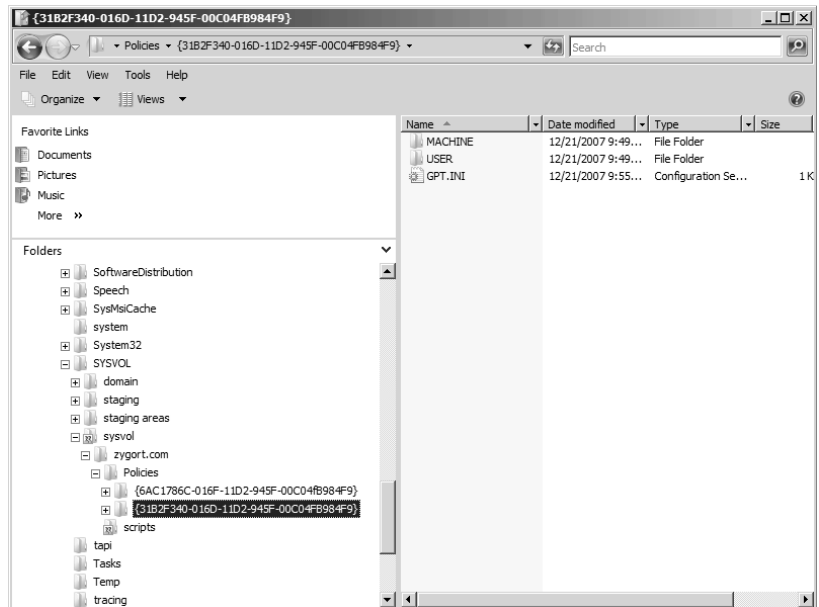 {31B2F340-016D-11D2-945F-00C04FB984F9}
Policies {31B2F340-016D-11D2-945F-00C04FB984F9} Search
File Edit View Tools Help
Organize Views
Favorite Links
Documents
Pictures
Music
More »
Folders
SoftwareDistribution
Speech
SysMsiCache
system
System32
SYSVOL
domain
staging
staging areas
sysvol
zygort.com
Policies
{6AC1786C-016F-11D2-945F-00C04fB984F9}
{31B2F340-016D-11D2-945F-00C04FB984F9}
scripts
tapi
Tasks
Temp
tracing
Name Date modified Type Size
MACHINE 12/21/2007 9:49... File Folder
USER 12/21/2007 9:49... File Folder
GPT.INI 12/21/2007 9:55... Configuration Se... 1 K